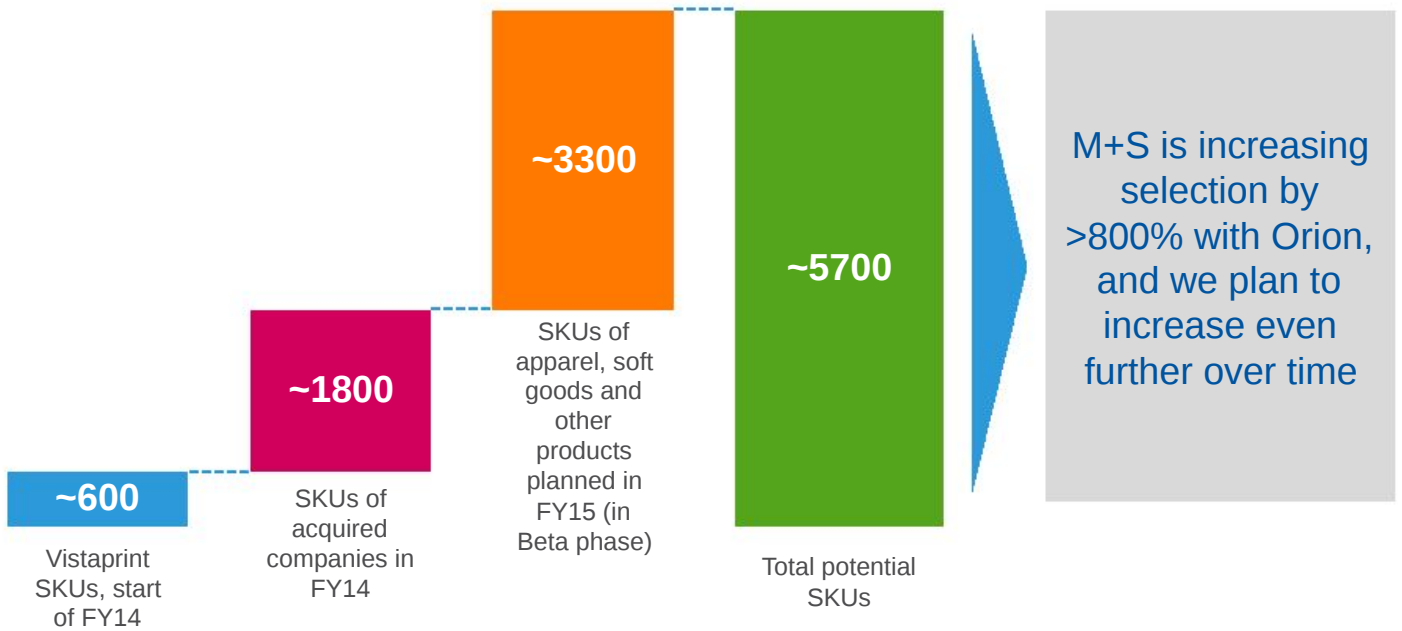 ~600
Vistaprint
SKUs, start
of FY14
~1800
SKUs of
acquired
companies in
FY14
~3300
SKUs of
apparel, soft
goods and
other
products
planned in
FY15 (in
Beta phase)
~5700
Total potential
SKUs
M+S is increasing
selection by
>800% with Orion,
and we plan to
increase even
further over time